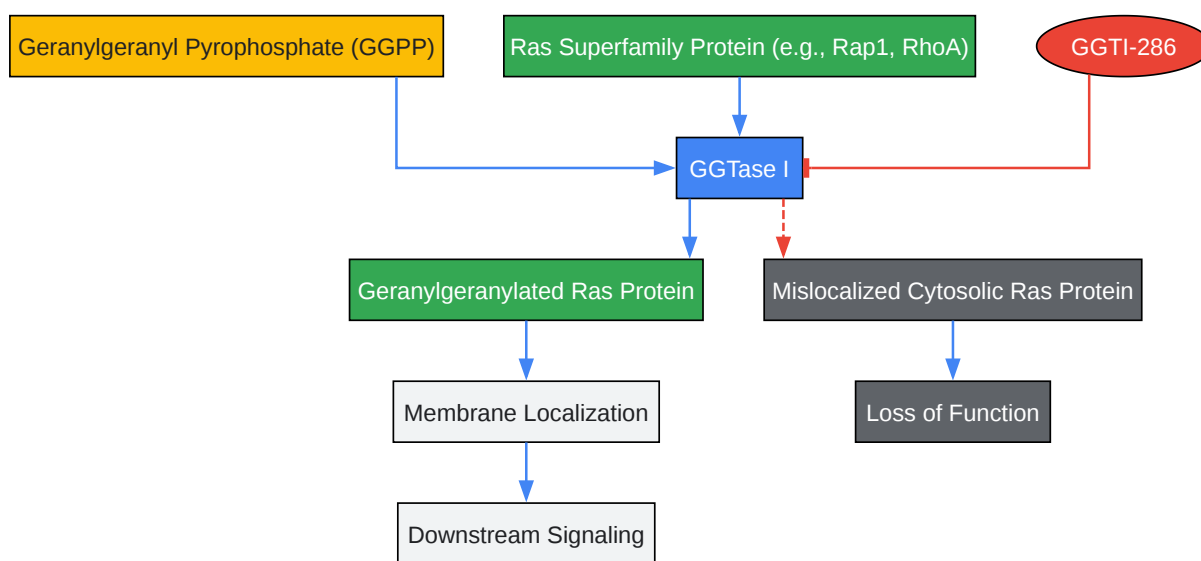 Geranylgeranyl Pyrophosphate (GGPP)
Ras Superfamily Protein (e.g., Rap1, RhoA)
GGTI-286
GGTase I
Geranylgeranylated Ras Protein
Mislocalized Cytosolic Ras Protein
Membrane Localization
Loss of Function
Downstream Signaling